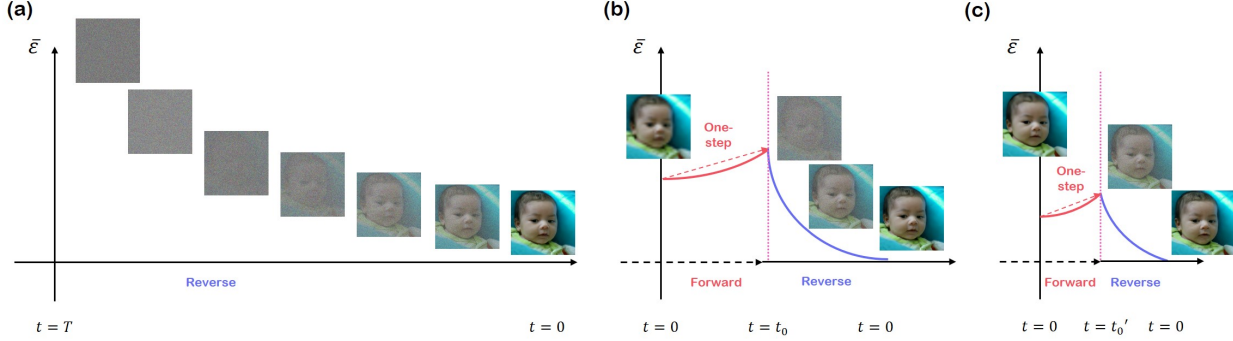 (a)
ε̄
Reverse
t = T
t = 0
(b)
ε̄
One-
step
Forward
Reverse
t = 0
t = t₀
t = 0
(c)
ε̄
One-
step
Forward
Reverse
t = 0
t = t₀′
t = 0